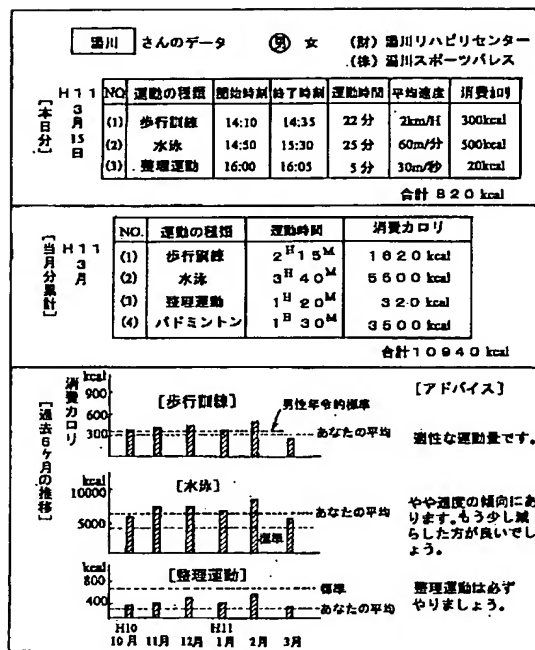 湯川 さんのデータ 男 女 (財) 湯川リハビリセンター
(株) 湯川スポーツパレス
[本日分] H11 3月15日
NO 運動の種類 開始時刻 終了時刻 運動時間 平均速度 消費カロリ
(1) 歩行訓練 14:10 14:35 22分 2km/H 300kcal
(2) 水泳 14:50 15:30 25分 60m/分 500kcal
(3) 整理運動 16:00 16:05 5分 30m/秒 20kcal
合計 820 kcal
[当月分累計] H11 3月
NO. 運動の種類 運動時間 消費カロリ
(1) 歩行訓練 2H15M 1620 kcal
(2) 水泳 3H40M 5500 kcal
(3) 整理運動 1H20M 320 kcal
(4) バドミントン 1H30M 3500 kcal
合計10940 kcal
[過去6ヶ月の推移]
消費カロリ
kcal 900 600 300
[歩行訓練]
男性年令的標準
あなたの平均
[アドバイス]
適性な運動量です。
kcal 10000 5000
[水泳]
あなたの平均
標準
やや過度の傾向にあ
ります。もう少し減
らした方が良いでし
ょう。
kcal 800 400
[整理運動]
標準
あなたの平均
整理運動は必ず
やりましょう。
H10 H11
10月 11月 12月 1月 2月 3月